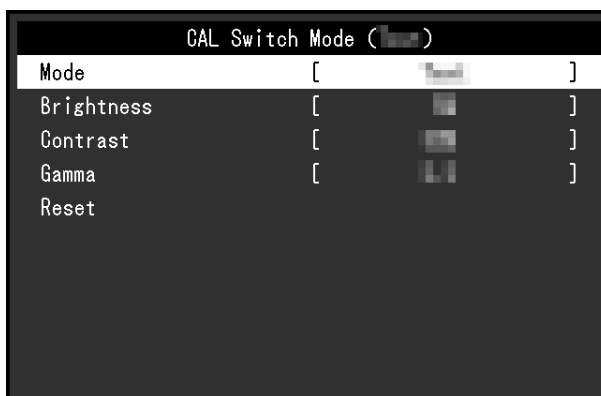 CAL Switch Mode ( )
Mode [ ]
Brightness [ ]
Contrast [ ]
Gamma [ ]
Reset